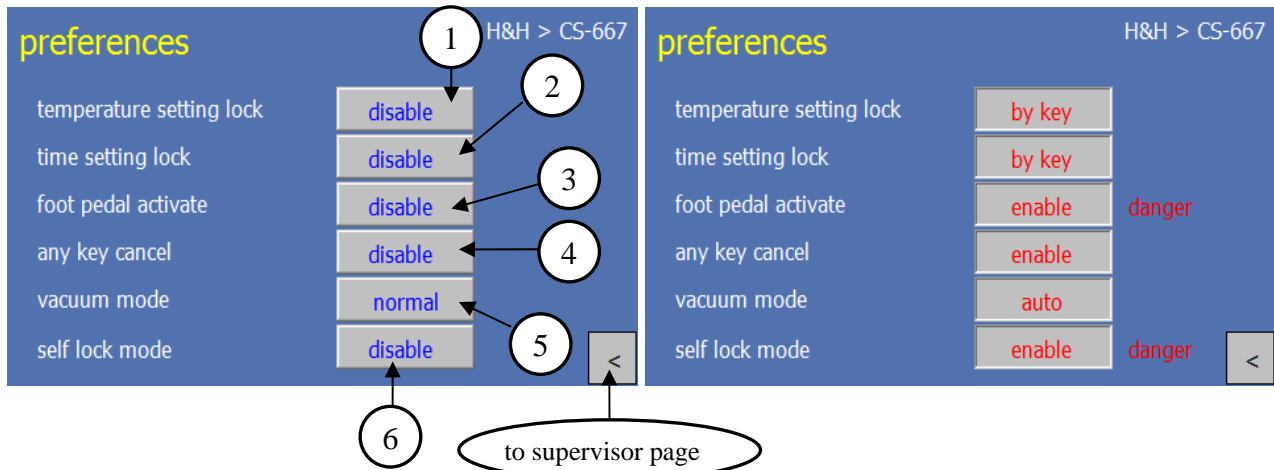 preferences
H&H > CS-667
1
2
temperature setting lock disable
time setting lock disable
3
foot pedal activate disable
4
any key cancel disable
vacuum mode normal
5
self lock mode disable
<
6
to supervisor page
preferences
H&H > CS-667
temperature setting lock by key
time setting lock by key
foot pedal activate enable danger
any key cancel enable
vacuum mode auto
self lock mode enable danger
<